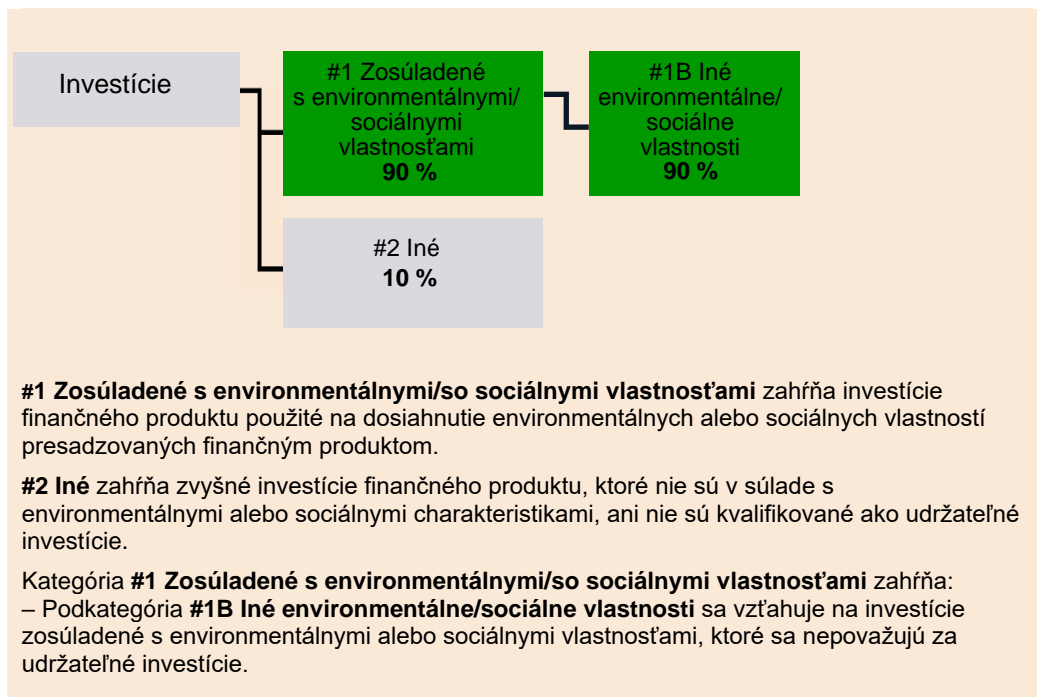 Investície
#1 Zosúladené
s environmentálnymi/
sociálnymi
vlastnosťami
90 %
#1B Iné
environmentálne/
sociálne
vlastnosti
90 %
#2 Iné
10 %
#1 Zosúladené s environmentálnymi/so sociálnymi vlastnosťami zahŕňa investície
finančného produktu použité na dosiahnutie environmentálnych alebo sociálnych vlastností
presadzovaných finančným produktom.
#2 Iné zahŕňa zvyšné investície finančného produktu, ktoré nie sú v súlade s
environmentálnymi alebo sociálnymi charakteristikami, ani nie sú kvalifikované ako udržateľné
investície.
Kategória #1 Zosúladené s environmentálnymi/so sociálnymi vlastnosťami zahŕňa:
– Podkategória #1B Iné environmentálne/sociálne vlastnosti sa vzťahuje na investície
zosúladené s environmentálnymi alebo sociálnymi vlastnosťami, ktoré sa nepovažujú za
udržateľné investície.